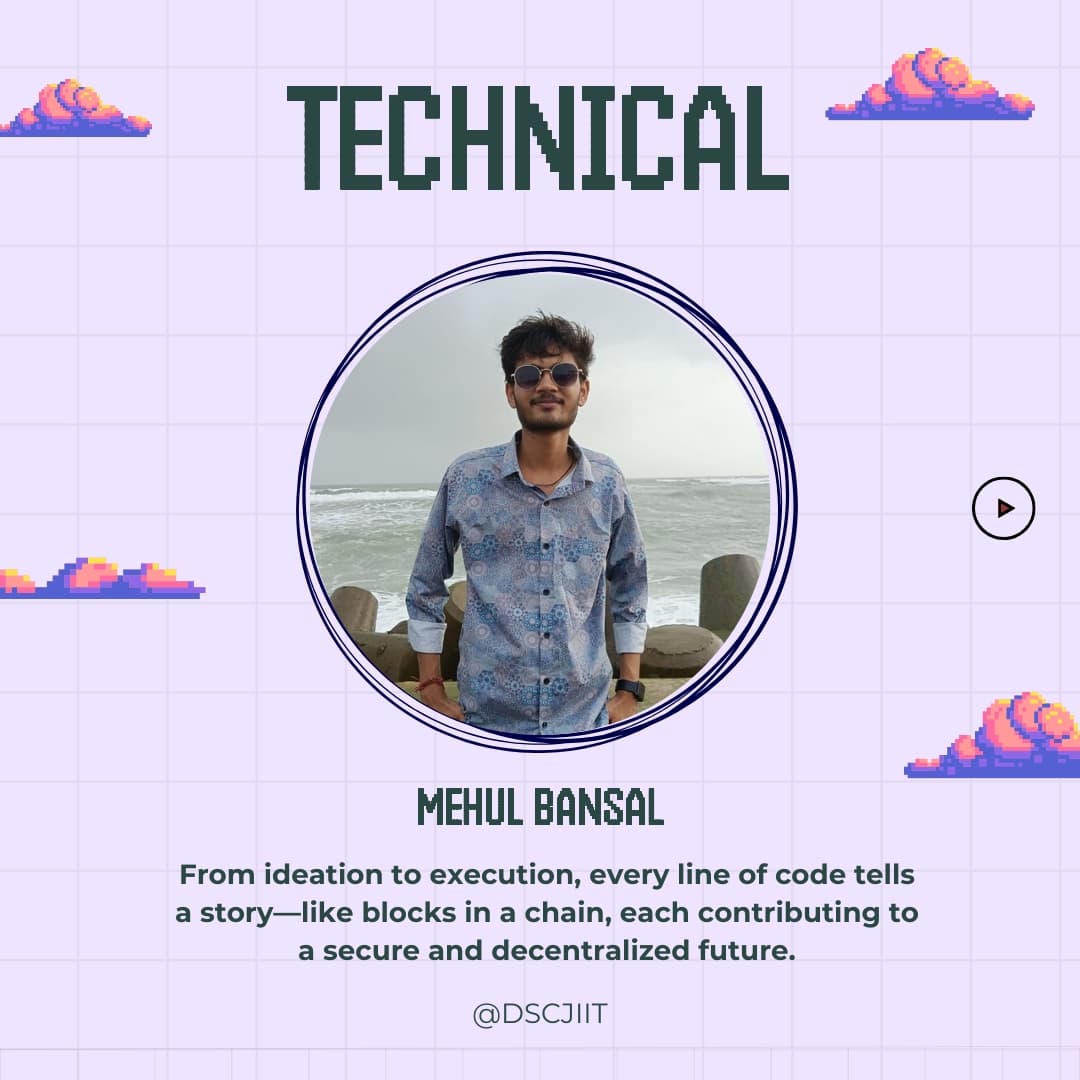 TECHNICAL
MEHUL BANSAL
From ideation to execution, every line of code tells
a story—like blocks in a chain, each contributing to
a secure and decentralized future.
@DSCJIIT